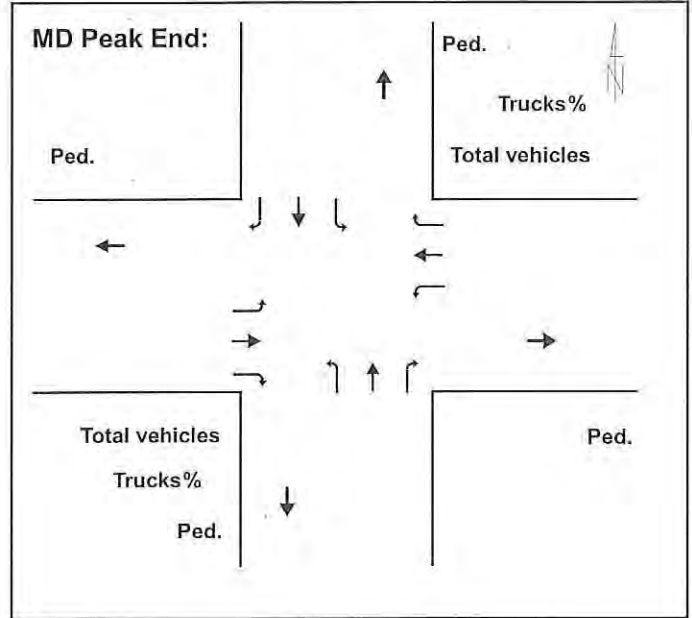 MD Peak End:
Ped.
Trucks%
Ped.
Total vehicles
Total vehicles
Ped.
Trucks%
Ped.
N